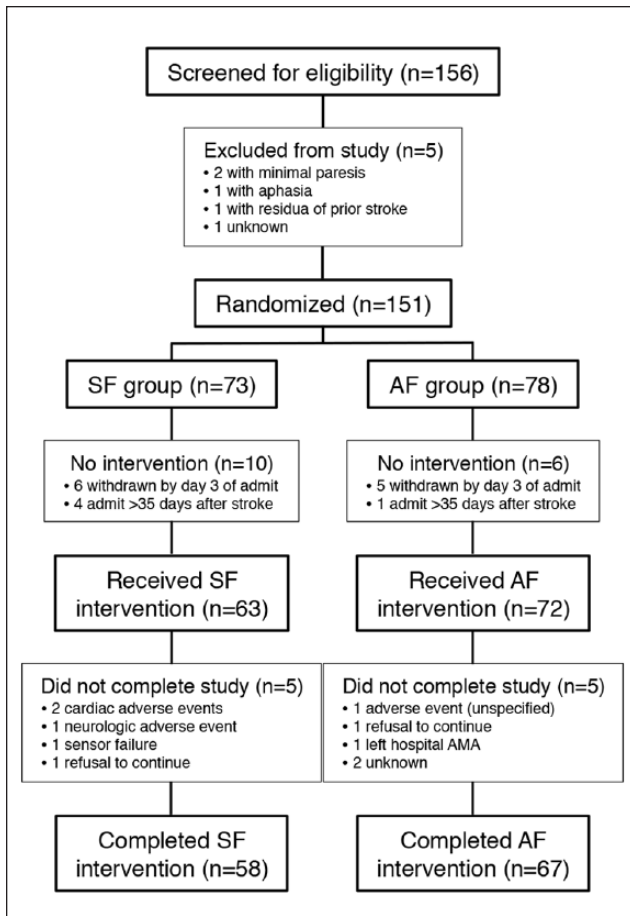 Screened for eligibility (n=156)
Excluded from study (n=5)
• 2 with minimal paresis
• 1 with aphasia
• 1 with residua of prior stroke
• 1 unknown
Randomized (n=151)
SF group (n=73)
No intervention (n=10)
• 6 withdrawn by day 3 of admit
• 4 admit >35 days after stroke
Received SF
intervention (n=63)
Did not complete study (n=5)
• 2 cardiac adverse events
• 1 neurologic adverse event
• 1 sensor failure
• 1 refusal to continue
Completed SF
intervention (n=58)
AF group (n=78)
No intervention (n=6)
• 5 withdrawn by day 3 of admit
• 1 admit >35 days after stroke
Received AF
intervention (n=72)
Did not complete study (n=5)
• 1 adverse event (unspecified)
• 1 refusal to continue
• 1 left hospital AMA
• 2 unknown
Completed AF
intervention (n=67)